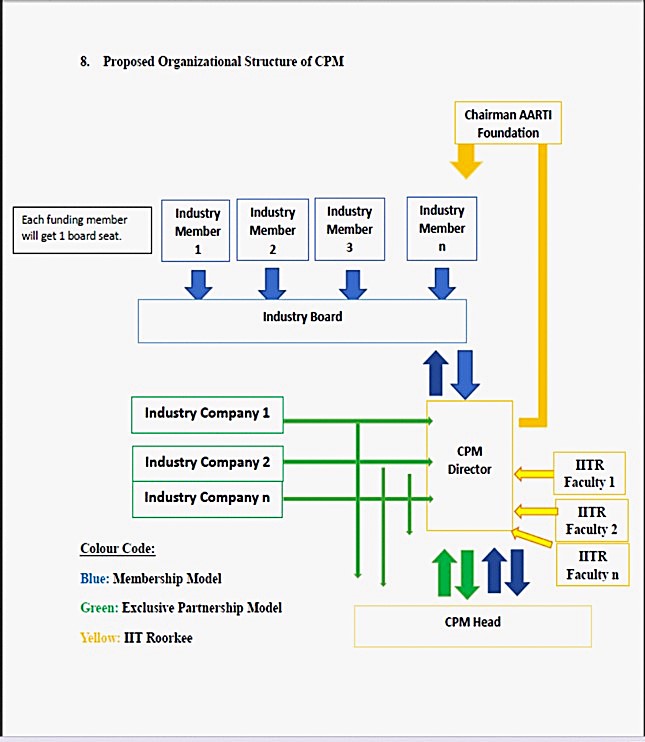 8. Proposed Organizational Structure of CPM
Chairman AARTI
Foundation
Each funding member
will get 1 board seat.
Industry
Member
1
Industry
Member
2
Industry
Member
3
Industry
Member
n
Industry Board
Industry Company 1
Industry Company 2
Industry Company n
CPM
Director
IITR
Faculty 1
IITR
Faculty 2
IITR
Faculty n
Colour Code:
Blue: Membership Model
Green: Exclusive Partnership Model
Yellow: IIT Roorkee
CPM Head